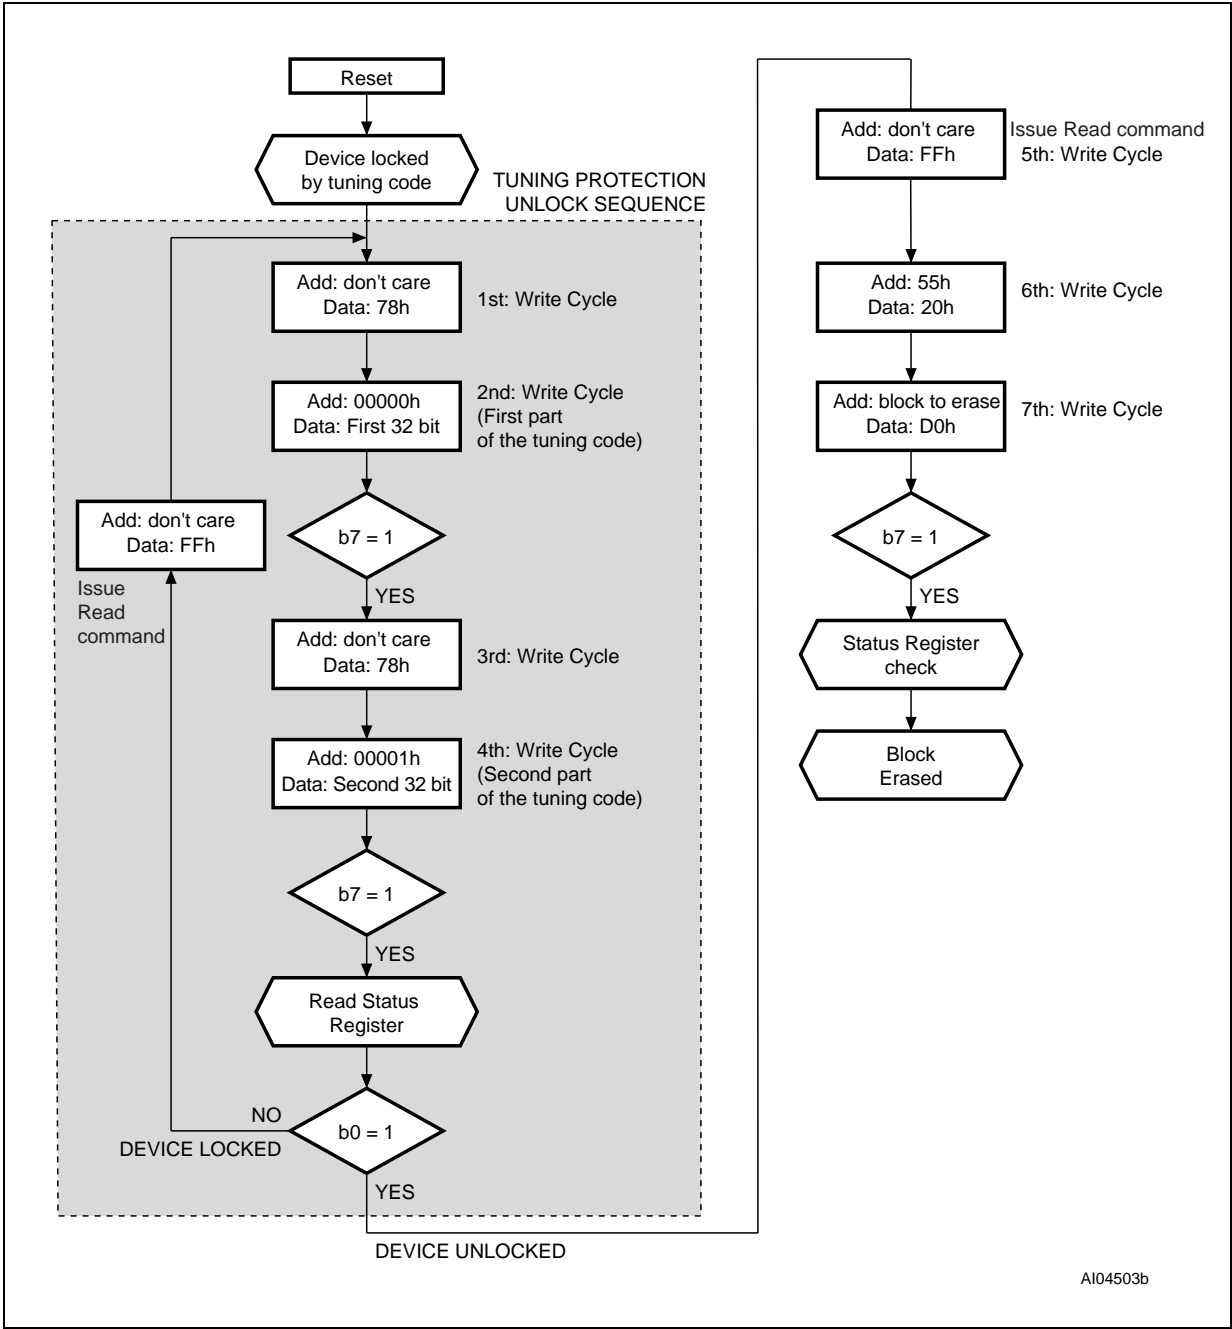 Reset
Device locked
by tuning code
TUNING PROTECTION
UNLOCK SEQUENCE
Add: don't care
Data: 78h
1st: Write Cycle
Add: 00000h
Data: First 32 bit
2nd: Write Cycle
(First part
of the tuning code)
b7 = 1
YES
Add: don't care
Data: FFh
Issue
Read
command
Add: don't care
Data: 78h
3rd: Write Cycle
Add: 00001h
Data: Second 32 bit
4th: Write Cycle
(Second part
of the tuning code)
b7 = 1
YES
Read Status
Register
b0 = 1
NO
DEVICE LOCKED
YES
DEVICE UNLOCKED
Add: don't care
Data: FFh
Issue Read command
5th: Write Cycle
Add: 55h
Data: 20h
6th: Write Cycle
Add: block to erase
Data: D0h
7th: Write Cycle
b7 = 1
YES
Status Register
check
Block
Erased
AI04503b